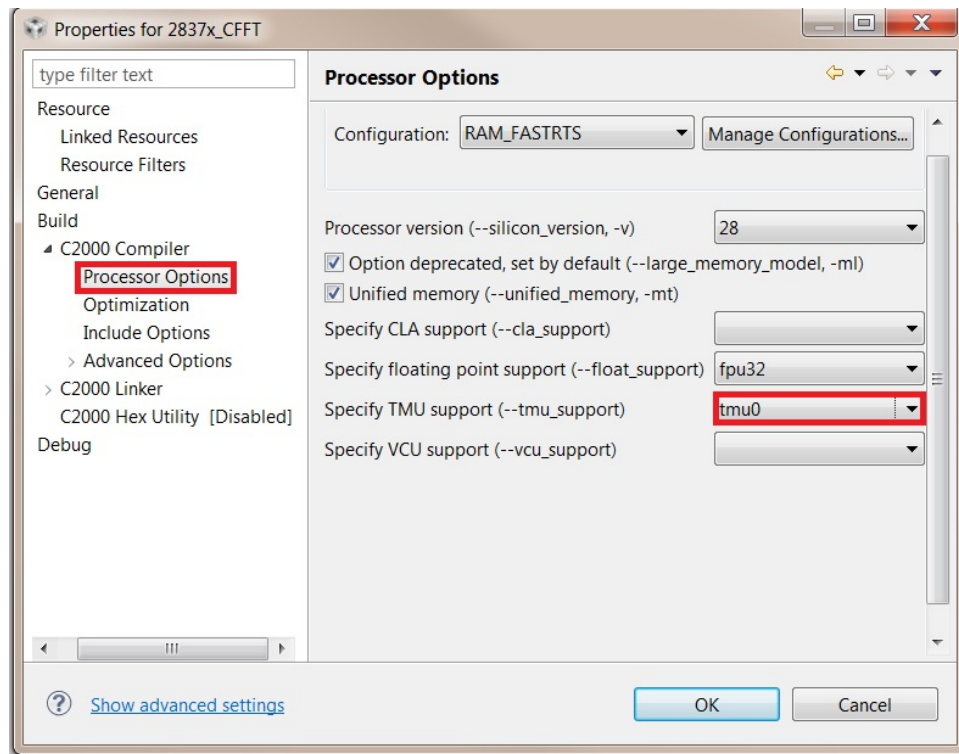 Properties for 2837x_CFFT
type filter text
Resource
Linked Resources
Resource Filters
General
Build
C2000 Compiler
Processor Options
Optimization
Include Options
Advanced Options
C2000 Linker
C2000 Hex Utility [Disabled]
Debug
Processor Options
Configuration: RAM_FASTRTS Manage Configurations...
Processor version (--silicon_version, -v) 28
Option deprecated, set by default (--large_memory_model, -ml)
Unified memory (--unified_memory, -mt)
Specify CLA support (--cla_support)
Specify floating point support (--float_support) fpu32
Specify TMU support (--tmu_support) tmu0
Specify VCU support (--vcu_support)
Show advanced settings
OK Cancel